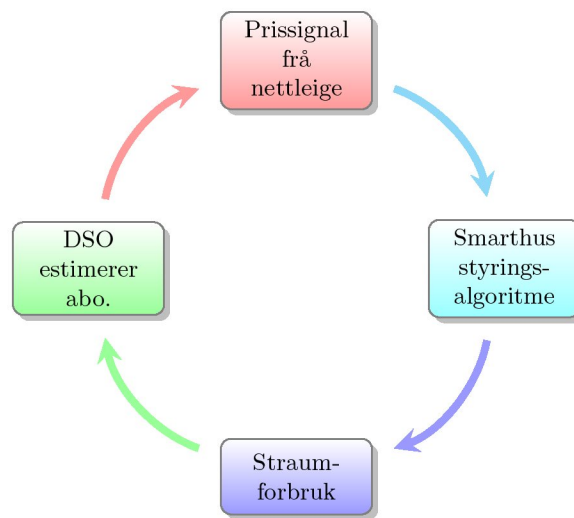 Prissignal
frå
nettleige
Smarthus
styrings-
algoritme
Straum-
forbruk
DSO
estimerer
abo.